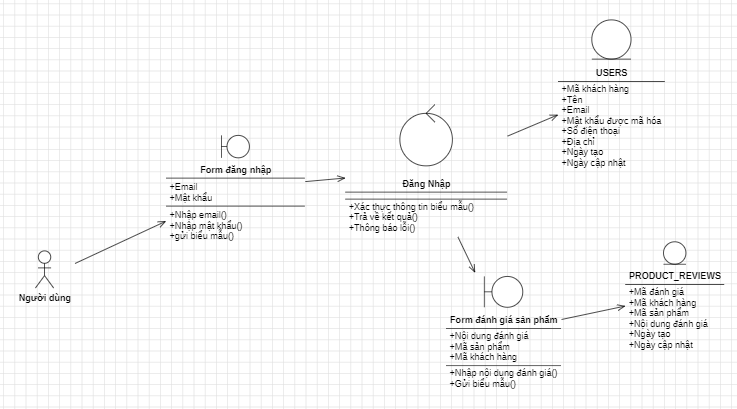 USERS
+Mã khách hàng
+Tên
+Email
+Mật khẩu được mã hóa
+Số điện thoại
+Địa chỉ
+Ngày tạo
+Ngày cập nhật
Form đăng nhập
+Email
+Mật khẩu
+Nhập email()
+Nhập mật khẩu()
+gửi biểu mẫu()
Đăng Nhập
+Xác thực thông tin biểu mẫu()
+Trả về kết quả()
+Thông báo lỗi()
Người dùng
Form đánh giá sản phẩm
+Nội dung đánh giá
+Mã sản phẩm
+Mã khách hàng
+Nhập nội dụng đánh giá()
+Gửi biểu mẫu()
PRODUCT_REVIEWS
+Mã đánh giá
+Mã khách hàng
+Mã sản phẩm
+Nội dung đánh giá
+Ngày tạo
+Ngày cập nhật